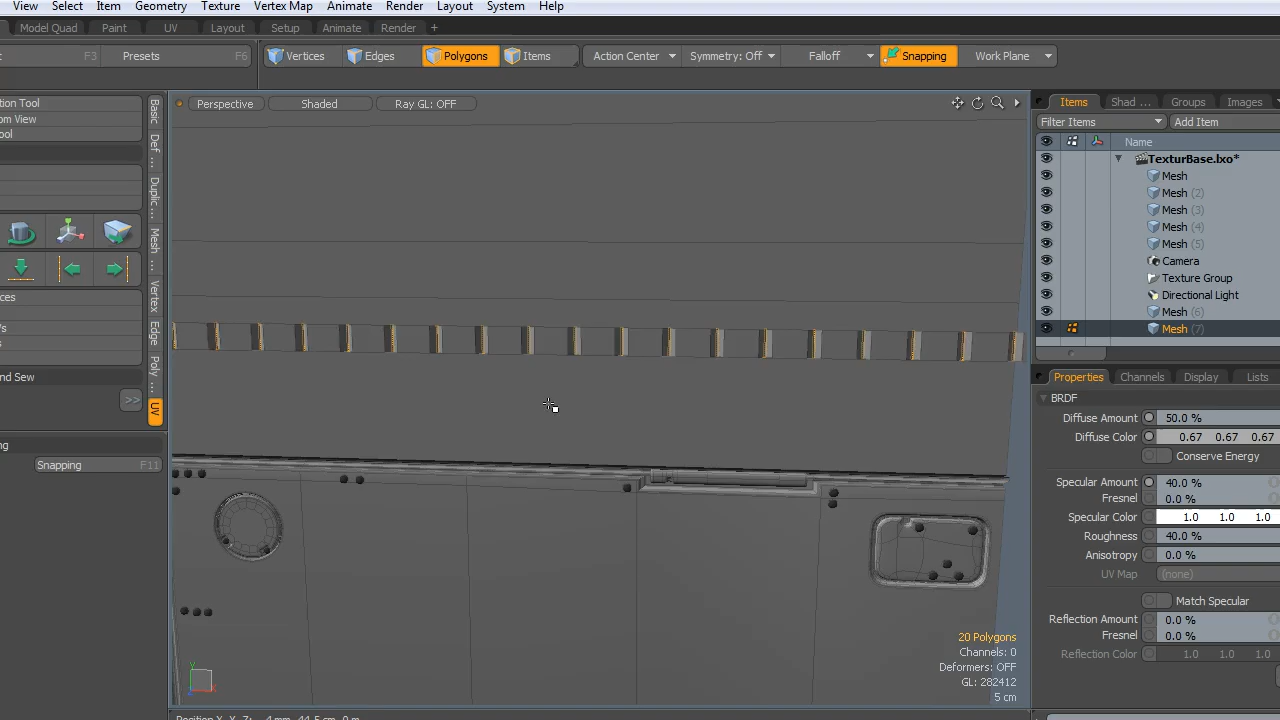 View Select Item Geometry Texture Vertex Map Animate Render Layout System Help
Model Quad Paint UV Layout Setup Animate Render +
F3 Presets F6 Vertices Edges Polygons Items Action Center Symmetry: Off Falloff Snapping Work Plane
Perspective Shaded Ray GL: OFF
Items Shad ... Groups Images
Filter Items Add Item
Name
TexturBase.lxo*
Mesh
Mesh (2)
Mesh (3)
Mesh (4)
Mesh (5)
Camera
Texture Group
Directional Light
Mesh (6)
Mesh (7)
tion Tool
om View
ool
ces
/s
s
nd Sew
>>
ng
Snapping F11
Basic
Def ...
Duplic ...
Mesh ...
Vertex
Edge
Poly ...
UV
Properties Channels Display Lists
BRDF
Diffuse Amount 50.0 %
Diffuse Color 0.67 0.67 0.67
Conserve Energy
Specular Amount 40.0 %
Fresnel 0.0 %
Specular Color 1.0 1.0 1.0
Roughness 40.0 %
Anisotropy 0.0 %
UV Map (none)
Match Specular
Reflection Amount 0.0 %
Fresnel 0.0 %
Reflection Color 1.0 1.0 1.0
20 Polygons
Channels: 0
Deformers: OFF
GL: 282412
5 cm